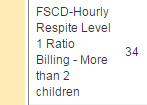 FSCD-Hourly
Respite Level
1 Ratio
Billing - More
than 2
children
34